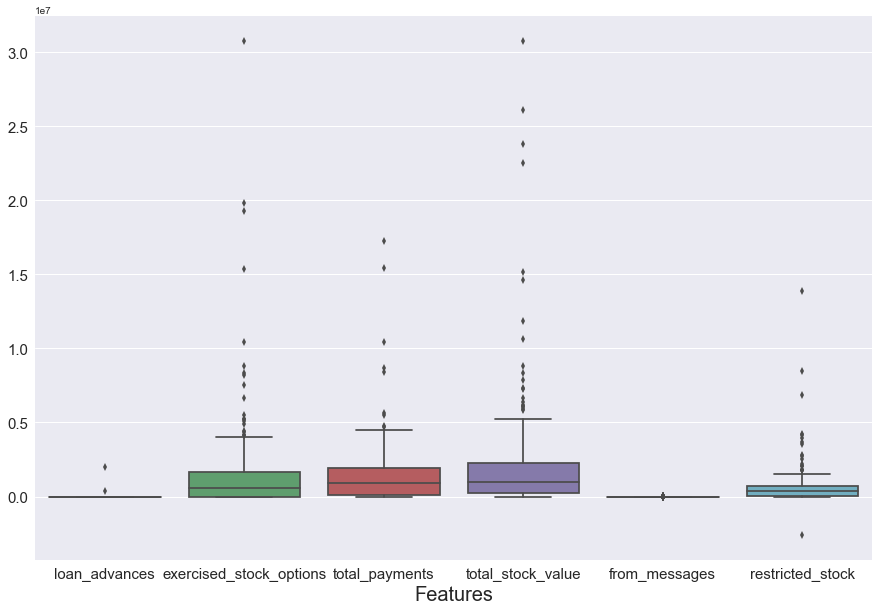 1e7
3.0
2.5
2.0
1.5
1.0
0.5
0.0
loan_advances exercised_stock_options total_payments total_stock_value from_messages restricted_stock
Features